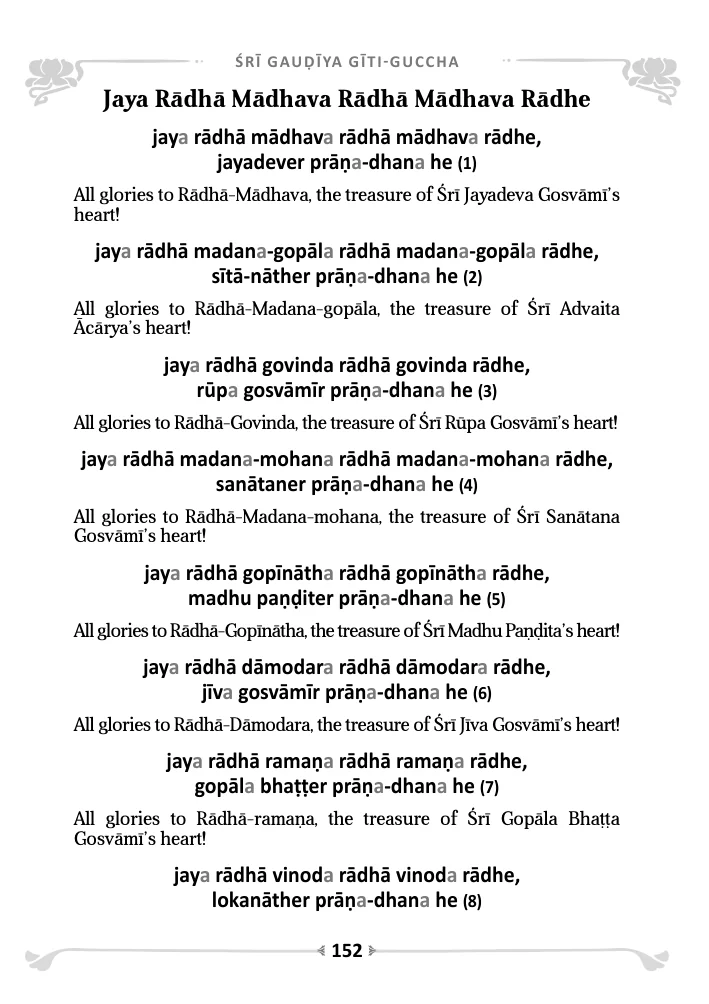 ŚRĪ GAUḌĪYA GĪTI-GUCCHA
Jaya Rādhā Mādhava Rādhā Mādhava Rādhe
jaya rādhā mādhava rādhā mādhava rādhe,
jayadever prāṇa-dhana he (1)
All glories to Rādhā-Mādhava, the treasure of Śrī Jayadeva Gosvāmī’s
heart!
jaya rādhā madana-gopāla rādhā madana-gopāla rādhe,
sītā-nāther prāṇa-dhana he (2)
All glories to Rādhā-Madana-gopāla, the treasure of Śrī Advaita
Ācārya’s heart!
jaya rādhā govinda rādhā govinda rādhe,
rūpa gosvāmīr prāṇa-dhana he (3)
All glories to Rādhā-Govinda, the treasure of Śrī Rūpa Gosvāmī’s heart!
jaya rādhā madana-mohana rādhā madana-mohana rādhe,
sanātaner prāṇa-dhana he (4)
All glories to Rādhā-Madana-mohana, the treasure of Śrī Sanātana
Gosvāmī’s heart!
jaya rādhā gopīnātha rādhā gopīnātha rādhe,
madhu paṇḍiter prāṇa-dhana he (5)
All glories to Rādhā-Gopīnātha, the treasure of Śrī Madhu Paṇḍita’s heart!
jaya rādhā dāmodara rādhā dāmodara rādhe,
jīva gosvāmīr prāṇa-dhana he (6)
All glories to Rādhā-Dāmodara, the treasure of Śrī Jīva Gosvāmī’s heart!
jaya rādhā ramaṇa rādhā ramaṇa rādhe,
gopāla bhaṭṭer prāṇa-dhana he (7)
All glories to Rādhā-ramaṇa, the treasure of Śrī Gopāla Bhaṭṭa
Gosvāmī’s heart!
jaya rādhā vinoda rādhā vinoda rādhe,
lokanāther prāṇa-dhana he (8)
152